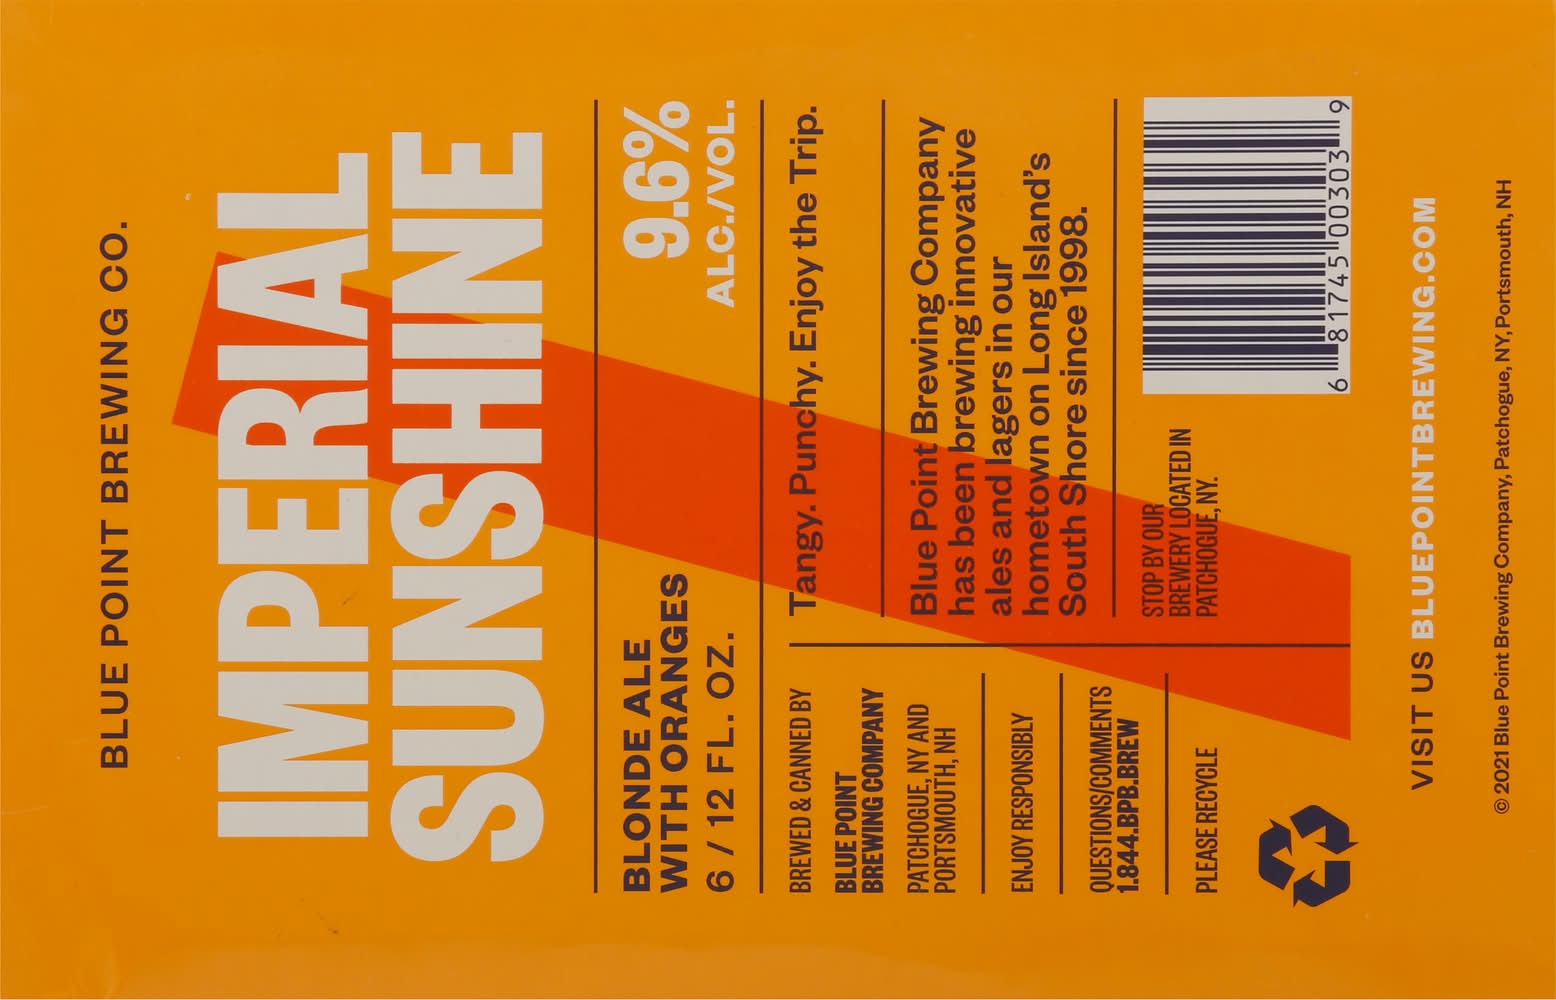 BLUE POINT BREWING CO.
IMPERIAL
SUNSHINE
BLONDE ALE
WITH ORANGES
6 / 12 FL. OZ.
9.6%
ALC./VOL.
BREWED & CANNED BY
BLUE POINT
BREWING COMPANY
PATCHOGUE, NY AND
PORTSMOUTH, NH
ENJOY RESPONSIBLY
QUESTIONS/COMMENTS
1.844.BPB.BREW
PLEASE RECYCLE
Tangy. Punchy. Enjoy the Trip.
Blue Point Brewing Company
has been brewing innovative
ales and lagers in our
hometown on Long Island's
South Shore since 1998.
STOP BY OUR
BREWERY LOCATED IN
PATCHOGUE, NY.
6 81745 00303 9
VISIT US BLUEPOINTBREWING.COM
© 2021 Blue Point Brewing Company, Patchogue, NY, Portsmouth, NH